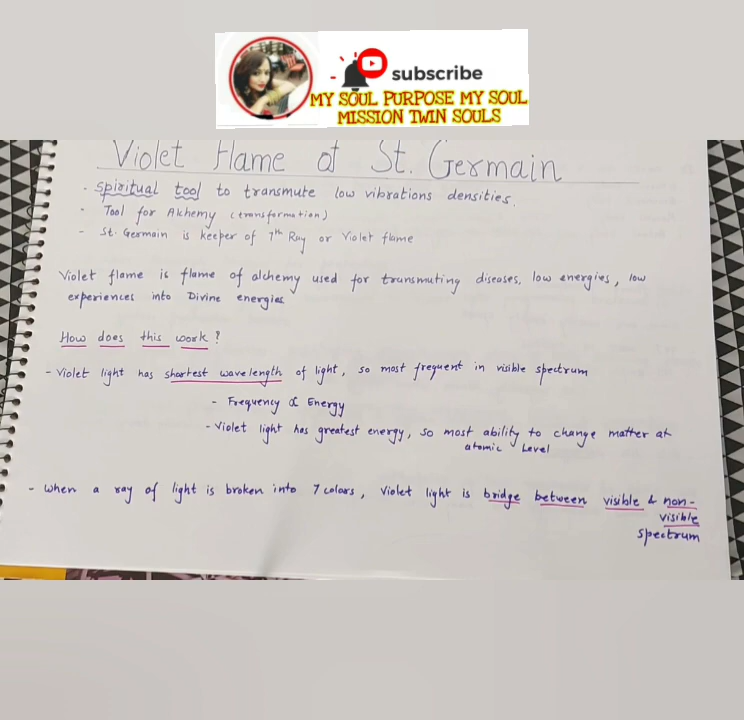 subscribe
MY SOUL PURPOSE MY SOUL
MISSION TWIN SOULS
Violet Flame of St. Germain
. Spiritual tool to transmute low vibrations densities.
- Tool for Alchemy (transformation)
- St. Germain is keeper of 7th Ray or Violet flame
Violet flame is flame of alchemy used for transmuting diseases, low energies, low
experiences into Divine energies
How does this work?
- Violet light has shortest wavelength of light, so most frequent in visible spectrum
- Frequency ∝ Energy
- Violet light has greatest energy, so most ability to change matter at
atomic level
- When a ray of light is broken into 7 colors, Violet light is bridge between visible & non-
visible
spectrum